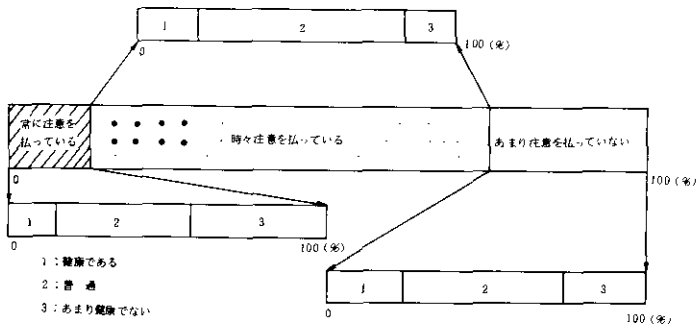 1 2 3
0 100 (%)
常に注意を
払っている
時々注意を払っている
あまり注意を払っていない
0 100 (%)
1 2 3
0 100 (%)
1;健康である
2;普 通
3;あまり健康でない
1 2 3
0 100 (%)